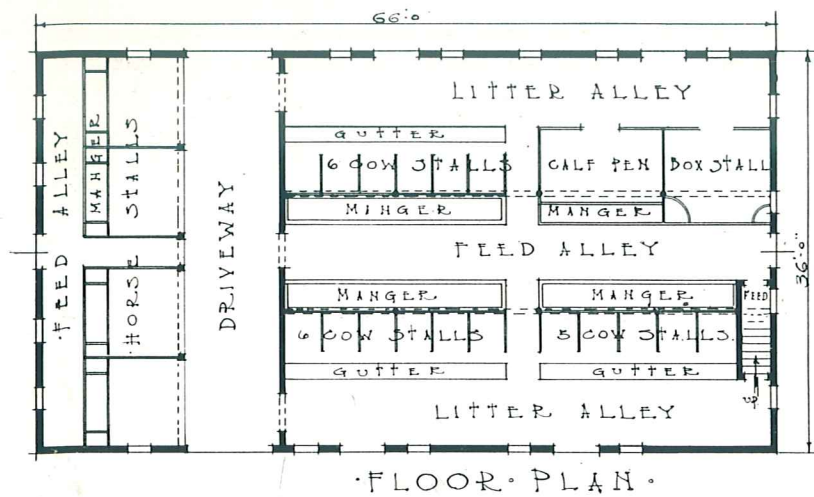 66'0
LITTER ALLEY
GUTTER
6 COW STALLS
CALF PEN
BOX STALL
MINGER
MANGER
FEED ALLEY
MANGER
MANGER
FEED
6 COW STALLS
5 COW STALLS.
GUTTER
GUTTER
LITTER ALLEY
FEED ALLEY
MANGER
HORSE STALLS
DRIVEWAY
36'0"
·FLOOR· PLAN·